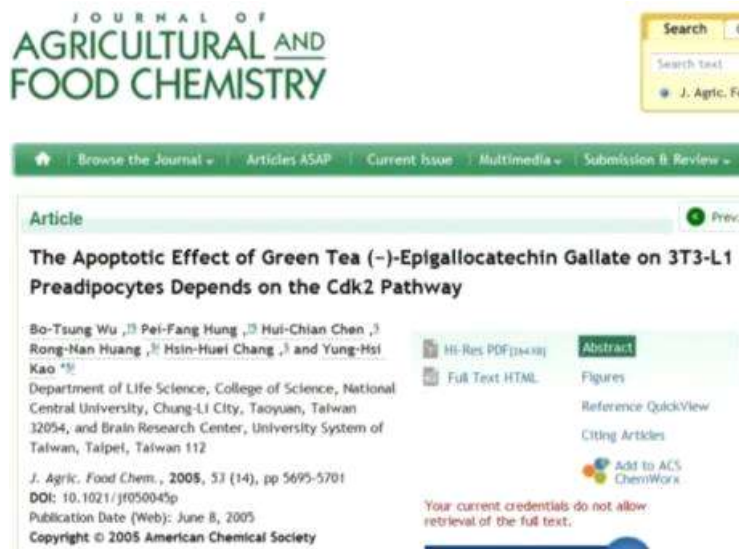 JOURNAL OF
AGRICULTURAL AND
FOOD CHEMISTRY
Search
Search text
J. Agric. F
Browse the Journal
Articles ASAP
Current Issue
Multimedia
Submission & Review
Article
Prev
The Apoptotic Effect of Green Tea (−)-Epigallocatechin Gallate on 3T3-L1
Preadipocytes Depends on the Cdk2 Pathway
Bo-Tsung Wu , Pei-Fang Hung , Hui-Chian Chen ,
Rong-Nan Huang , Hsin-Huei Chang , and Yung-Hsi
Kao *
Department of Life Science, College of Science, National
Central University, Chung-Li City, Taoyuan, Taiwan
32054, and Brain Research Center, University System of
Taiwan, Taipei, Taiwan 112
J. Agric. Food Chem., 2005, 53 (14), pp 5695-5701
DOI: 10.1021/jf050045p
Publication Date (Web): June 8, 2005
Copyright © 2005 American Chemical Society
Hi-Res PDF
Full Text HTML
Abstract
Figures
Reference QuickView
Citing Articles
Add to ACS
ChemWorx
Your current credentials do not allow
retrieval of the full text.